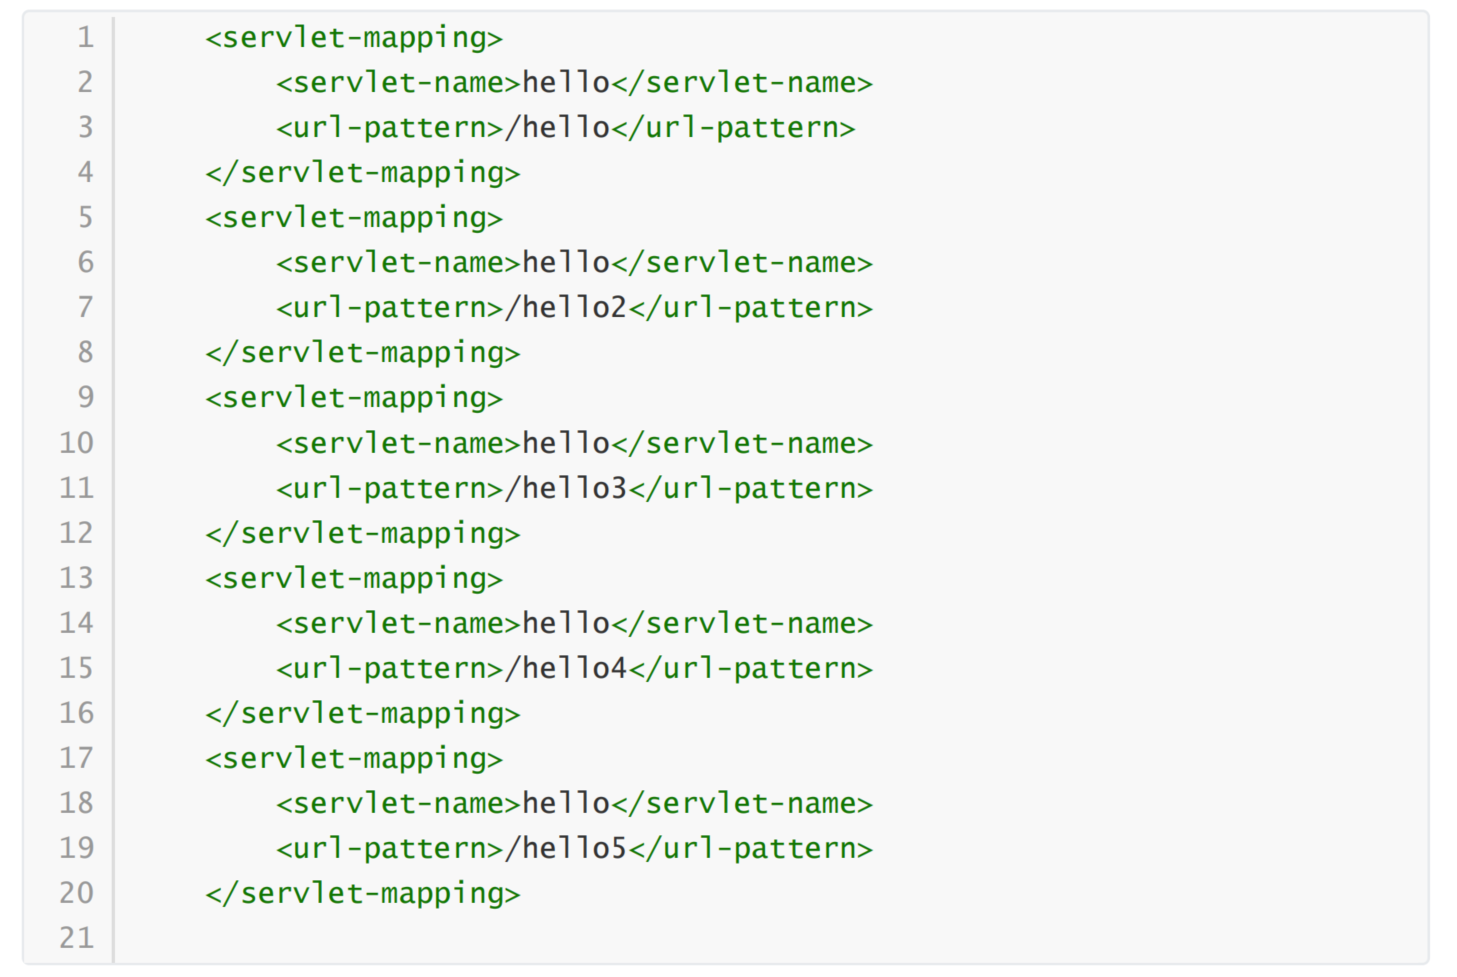 1 <servlet-mapping>
2 <servlet-name>hello</servlet-name>
3 <url-pattern>/hello</url-pattern>
4 </servlet-mapping>
5 <servlet-mapping>
6 <servlet-name>hello</servlet-name>
7 <url-pattern>/hello2</url-pattern>
8 </servlet-mapping>
9 <servlet-mapping>
10 <servlet-name>hello</servlet-name>
11 <url-pattern>/hello3</url-pattern>
12 </servlet-mapping>
13 <servlet-mapping>
14 <servlet-name>hello</servlet-name>
15 <url-pattern>/hello4</url-pattern>
16 </servlet-mapping>
17 <servlet-mapping>
18 <servlet-name>hello</servlet-name>
19 <url-pattern>/hello5</url-pattern>
20 </servlet-mapping>
21